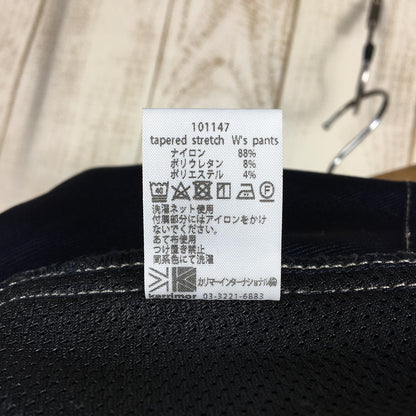 101147
tapered stretch W's pants
ナイロン 88%
ポリウレタン 8%
ポリエステル 4%
40
F
洗濯ネット使用
付属部分にはアイロンをかけ
ないでください。
あて布使用
つけ置き禁止
同系色にて洗濯
カリマーインターナショナル㈱
karrimor 03-3221-6883